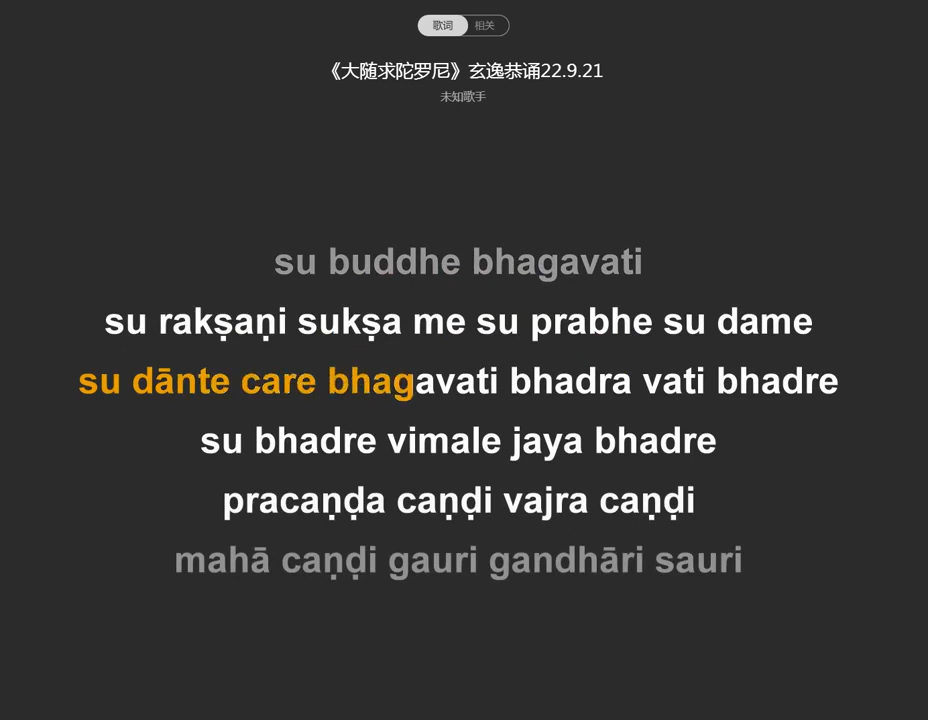 歌词 相关
《大随求陀罗尼》玄逸恭诵22.9.21
未知歌手
su buddhe bhagavati
su rakṣaṇi sukṣa me su prabhe su dame
su dānte care bhagavati bhadra vati bhadre
su bhadre vimale jaya bhadre
pracaṇḍa caṇḍi vajra caṇḍi
mahā caṇḍi gauri gandhāri sauri